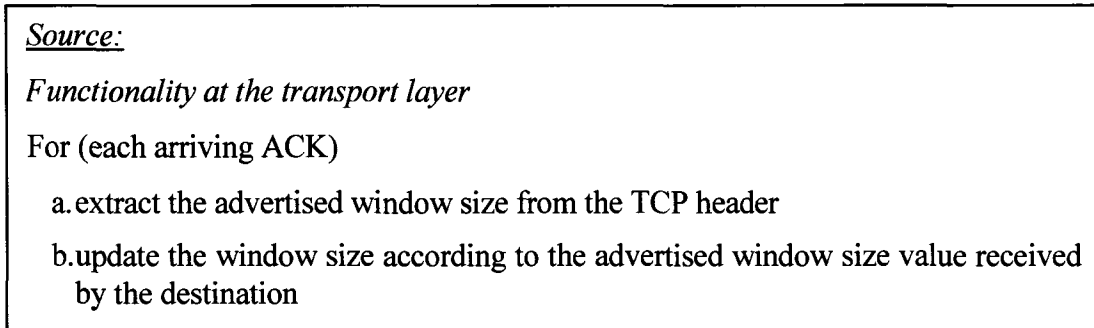 Source:
Functionality at the transport layer
For (each arriving ACK)
a. extract the advertised window size from the TCP header
b. update the window size according to the advertised window size value received
by the destination